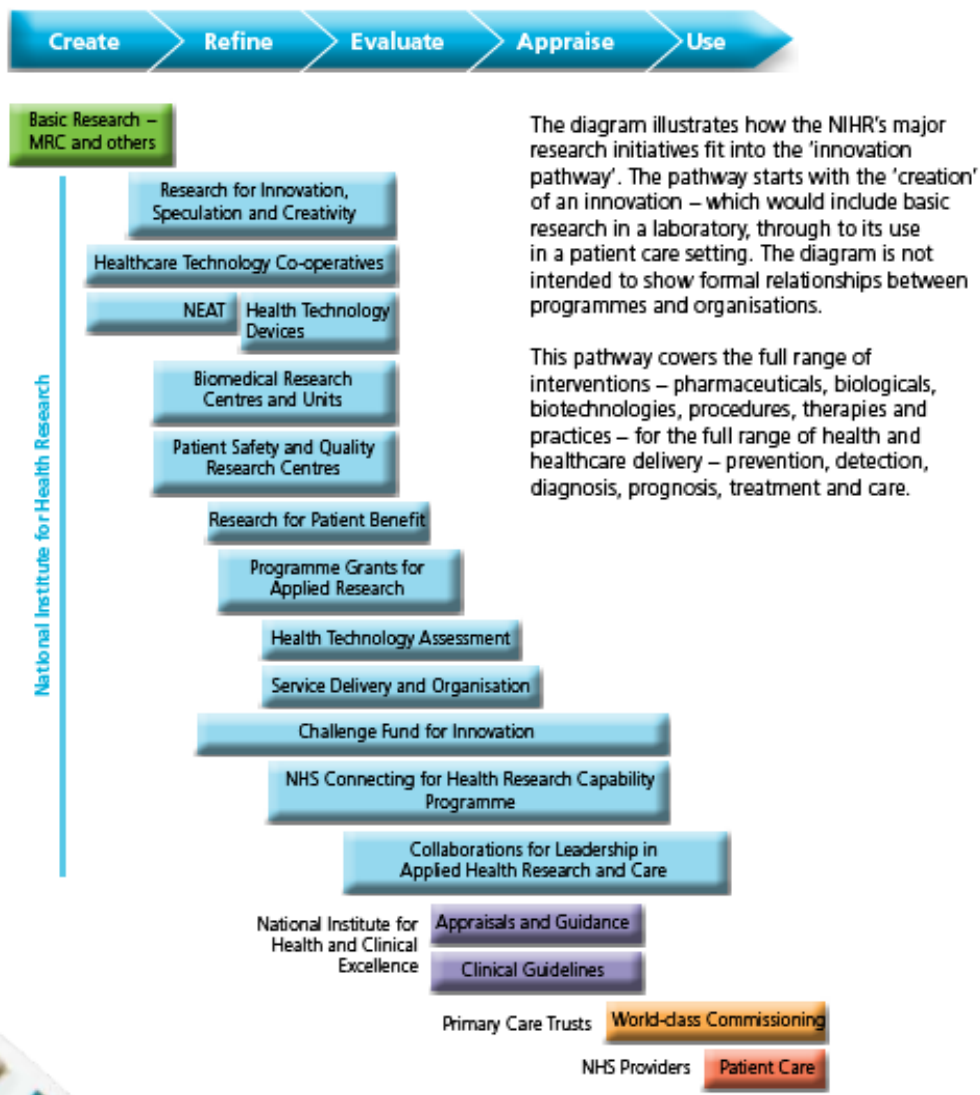 Create Refine Evaluate Appraise Use
Basic Research –
MRC and others
The diagram illustrates how the NIHR's major
research initiatives fit into the 'innovation
pathway'. The pathway starts with the 'creation'
of an innovation – which would include basic
research in a laboratory, through to its use
in a patient care setting. The diagram is not
intended to show formal relationships between
programmes and organisations.
This pathway covers the full range of
interventions – pharmaceuticals, biologicals,
biotechnologies, procedures, therapies and
practices – for the full range of health and
healthcare delivery – prevention, detection,
diagnosis, prognosis, treatment and care.
National Institute for Health Research
Research for Innovation,
Speculation and Creativity
Healthcare Technology Co-operatives
NEAT
Health Technology
Devices
Biomedical Research
Centres and Units
Patient Safety and Quality
Research Centres
Research for Patient Benefit
Programme Grants for
Applied Research
Health Technology Assessment
Service Delivery and Organisation
Challenge Fund for Innovation
NHS Connecting for Health Research Capability
Programme
Collaborations for Leadership in
Applied Health Research and Care
National Institute for
Health and Clinical
Excellence
Appraisals and Guidance
Clinical Guidelines
Primary Care Trusts
World-class Commissioning
NHS Providers
Patient Care